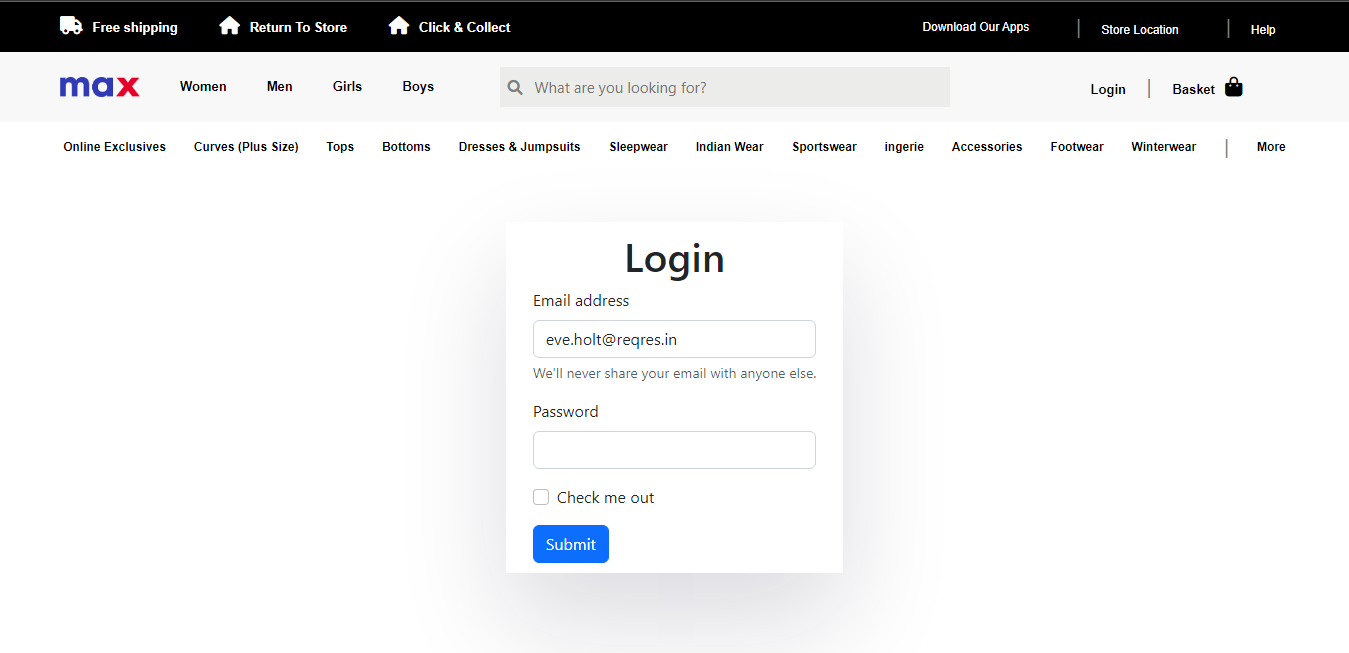 Free shipping Return To Store Click & Collect Download Our Apps | Store Location | Help
max Women Men Girls Boys What are you looking for? Login | Basket
Online Exclusives Curves (Plus Size) Tops Bottoms Dresses & Jumpsuits Sleepwear Indian Wear Sportswear ingerie Accessories Footwear Winterwear | More
Login
Email address
eve.holt@reqres.in
We'll never share your email with anyone else.
Password
Check me out
Submit